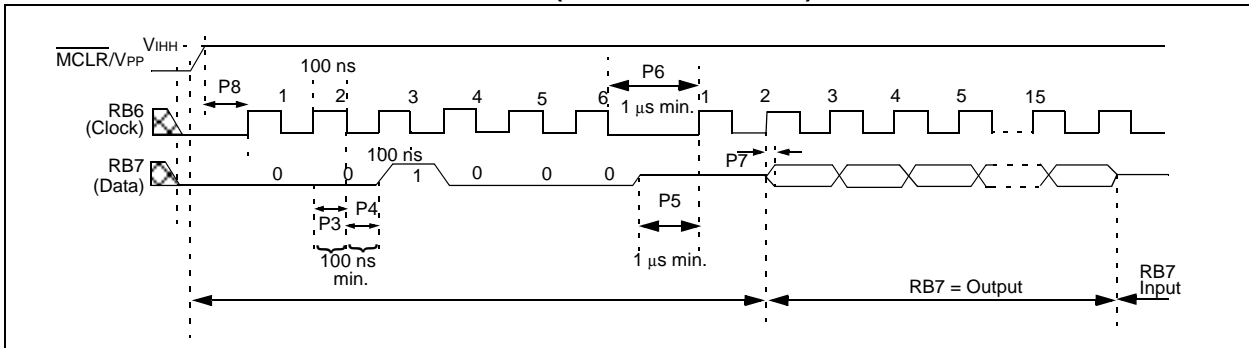 VIHH
MCLR/VPP
100 ns
P8
P6
1 2 3 4 5 6 1 μs min. 1 2 3 4 5 15
RB6
(Clock)
100 ns
P7
RB7
(Data)
0 0 1 0 0 0
P3 P4 P5
100 ns
min.
1 μs min.
RB7 = Output
RB7
Input